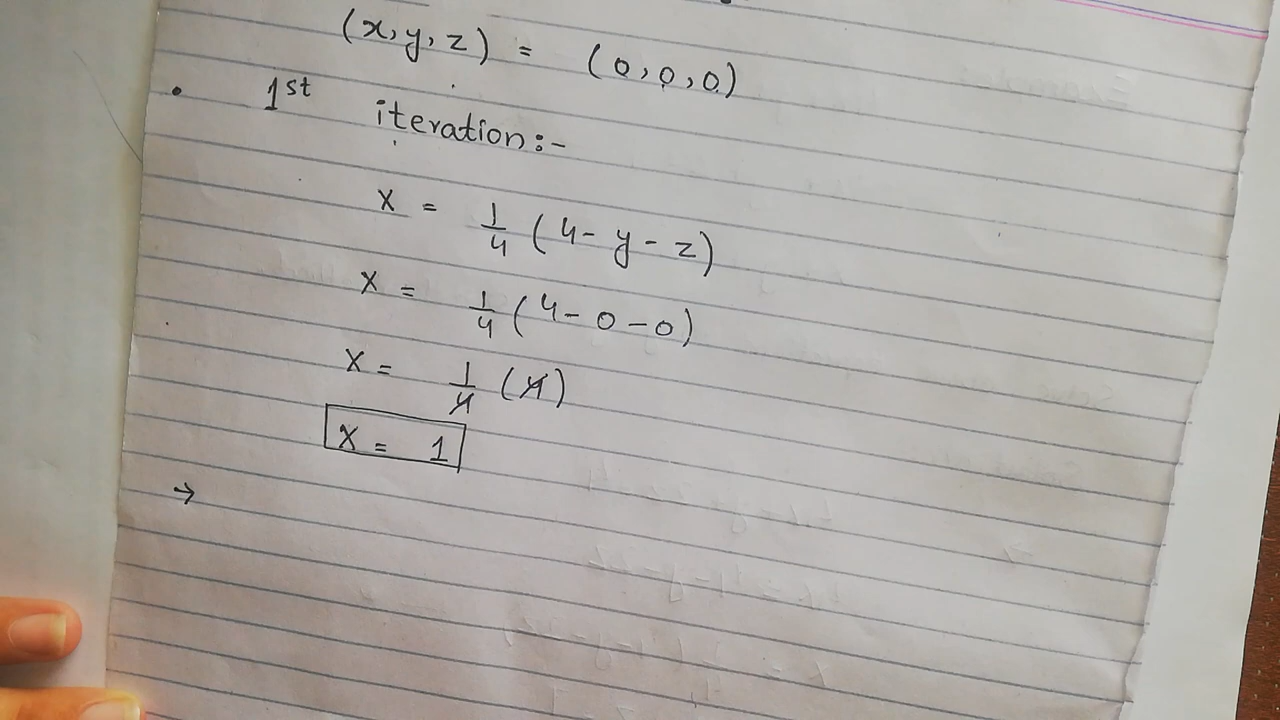 (x, y, z) = (0, 0, 0)
• 1st iteration:-
x = 1/4 (4 - y - z)
x = 1/4 (4 - 0 - 0)
x = 1/4 (4)
x = 1
→